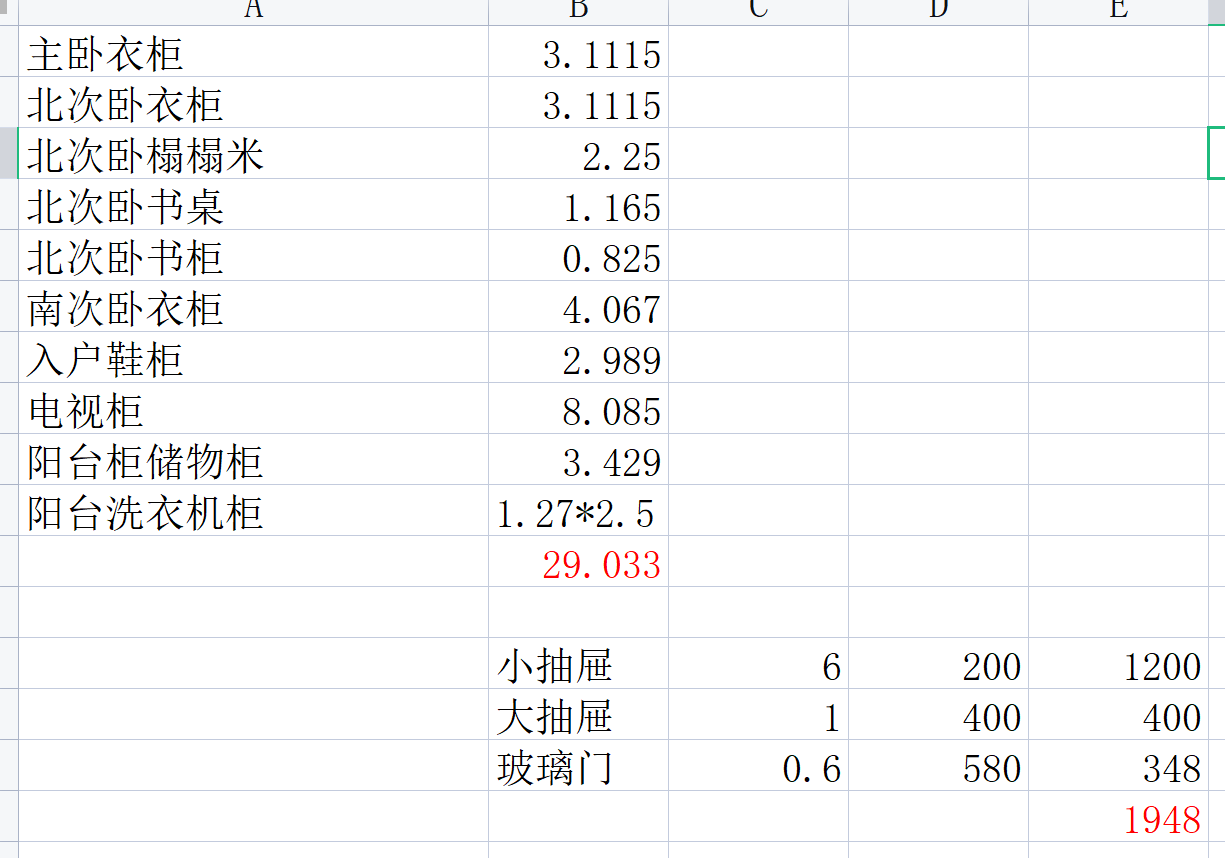 A B C D E
主卧衣柜 3.1115
北次卧衣柜 3.1115
北次卧榻榻米 2.25
北次卧书桌 1.165
北次卧书柜 0.825
南次卧衣柜 4.067
入户鞋柜 2.989
电视柜 8.085
阳台柜储物柜 3.429
阳台洗衣机柜 1.27*2.5
29.033
小抽屉 6 200 1200
大抽屉 1 400 400
玻璃门 0.6 580 348
1948